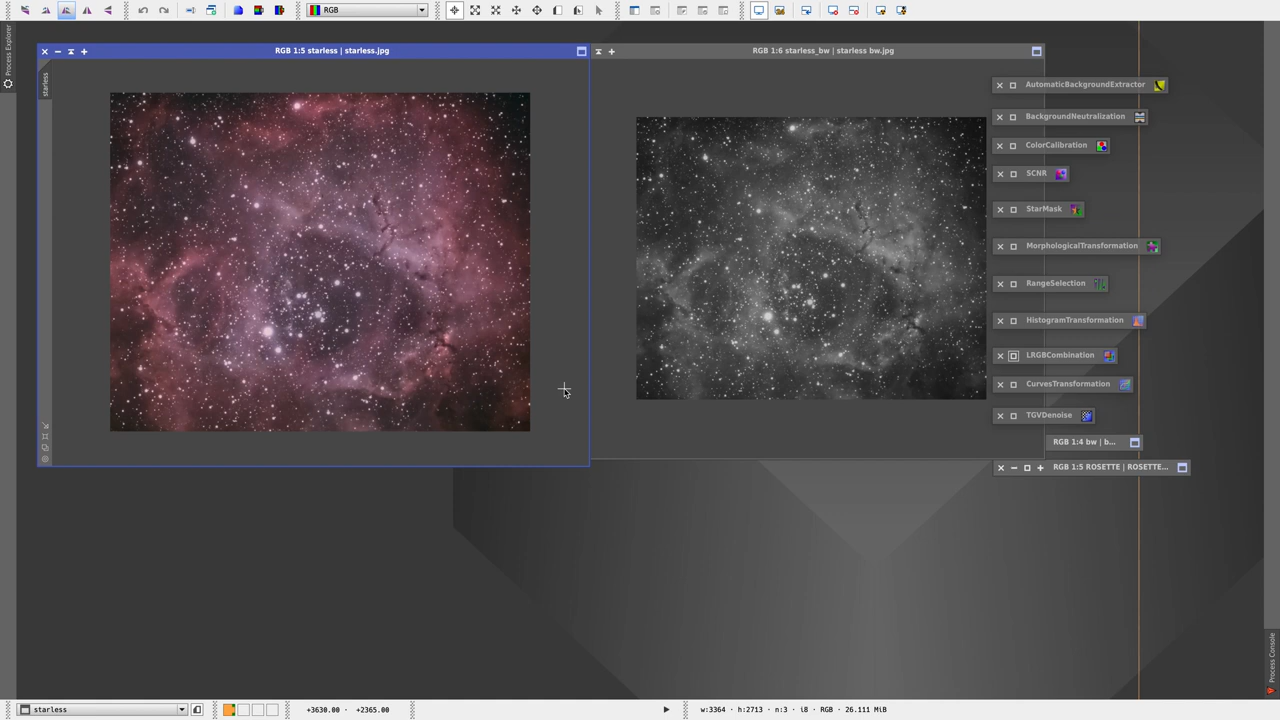 RGB
Process Explorer
RGB 1:5 starless | starless.jpg
starless
RGB 1:6 starless_bw | starless bw.jpg
AutomaticBackgroundExtractor
BackgroundNeutralization
ColorCalibration
SCNR
StarMask
MorphologicalTransformation
RangeSelection
HistogramTransformation
LRGBCombination
CurvesTransformation
TGVDenoise
RGB 1:4 bw | b...
RGB 1:5 ROSETTE | ROSETTE...
Process Console
starless
+3630.00 · +2365.00
w:3364 · h:2713 · n:3 · i8 · RGB · 26.111 MiB